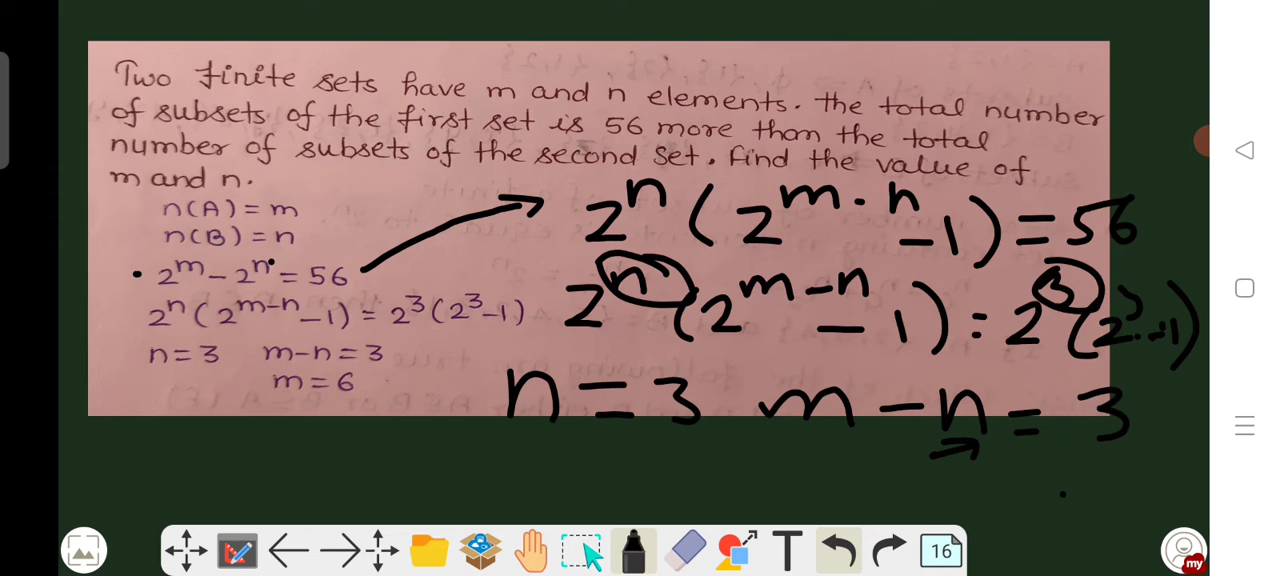 Two finite sets have m and n elements. The total number
of subsets of the first set is 56 more than the total
number of subsets of the second set. Find the value of
m and n.
n(A) = m
n(B) = n
2^m - 2^n = 56
2^n (2^{m-n} - 1) = 2^3 (2^3 - 1)
n = 3 m-n = 3
m = 6
2^n (2^{m-n} - 1) = 56
2^n (2^{m-n} - 1) = 2^3 (2^3 - 1)
n = 3 m - n = 3
T 16
my